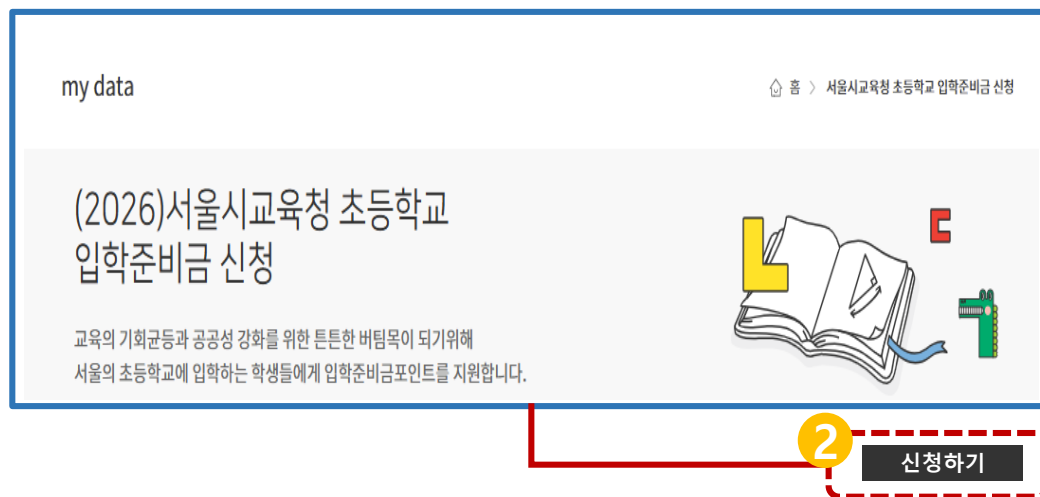 my data
홈 〉 서울시교육청 초등학교 입학준비금 신청
(2026)서울시교육청 초등학교
입학준비금 신청
교육의 기회균등과 공공성 강화를 위한 튼튼한 버팀목이 되기위해
서울의 초등학교에 입학하는 학생들에게 입학준비금포인트를 지원합니다.
2
신청하기